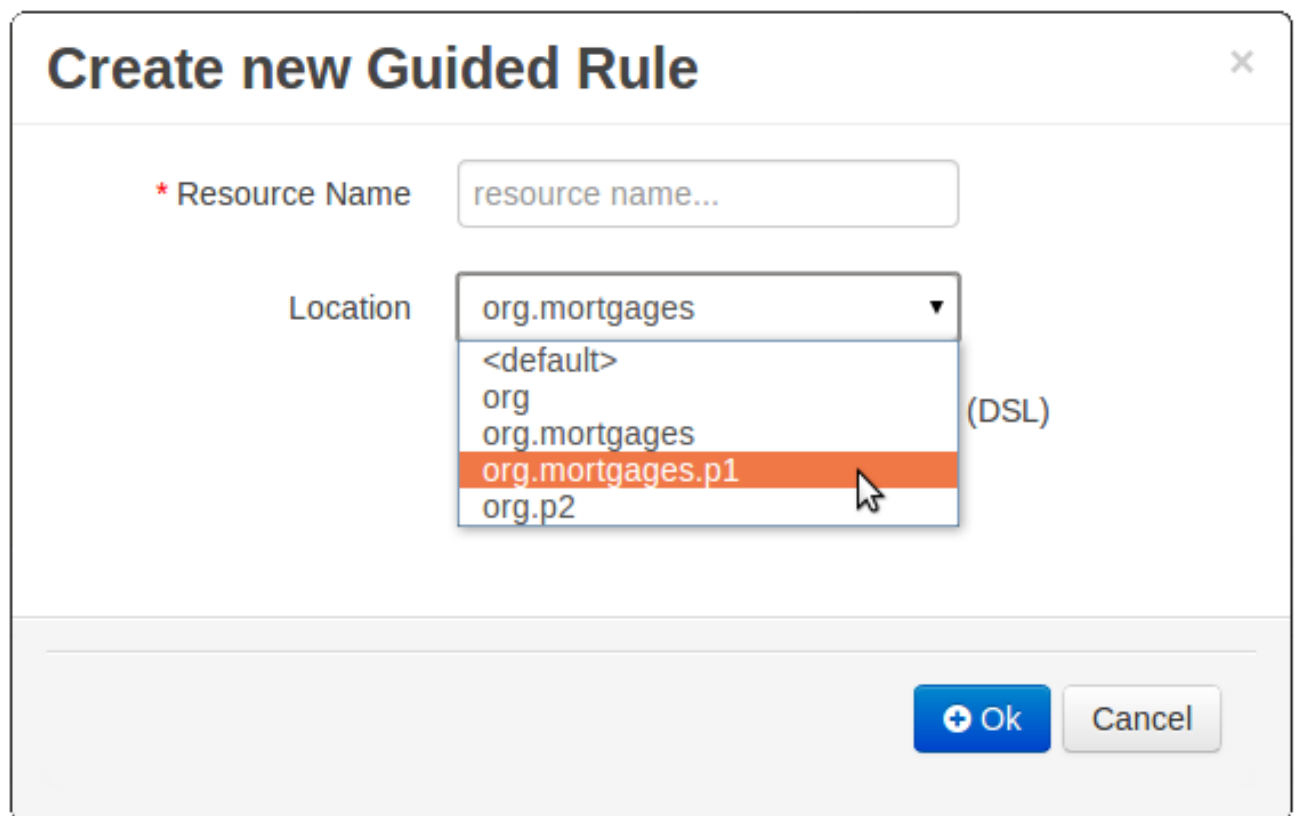 Create new Guided Rule ×
* Resource Name resource name...
Location org.mortgages
<default>
org
(DSL)
org.mortgages
org.mortgages.p1
org.p2
Ok Cancel